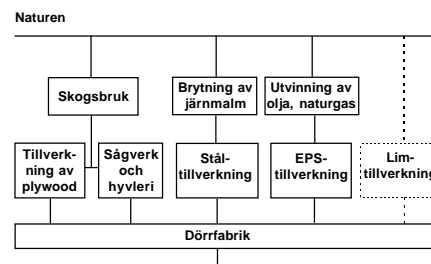 Naturen
Skogsbruk
Brytning av
järnmalm
Utvinning av
olja, naturgas
Tillverk-
ning av
plywood
Sågverk
och
hyvleri
Stål-
tillverkning
EPS-
tillverkning
Lim-
tillverkning
Dörrfabrik